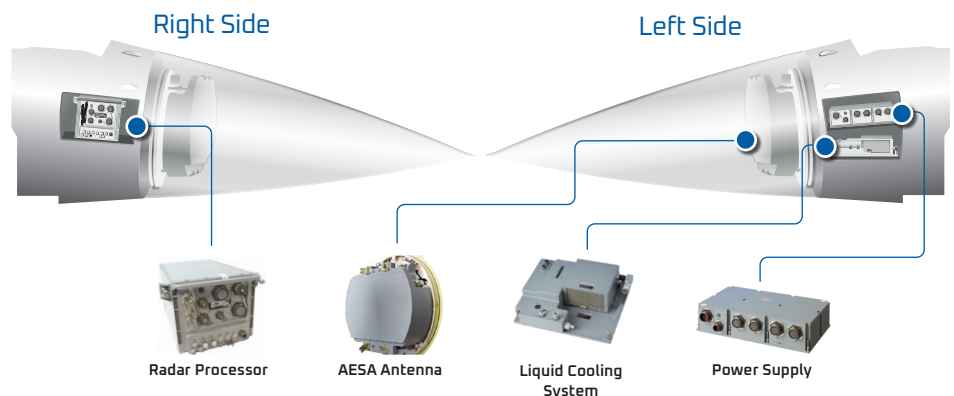 Right Side
Left Side
Radar Processor
AESA Antenna
Liquid Cooling
System
Power Supply